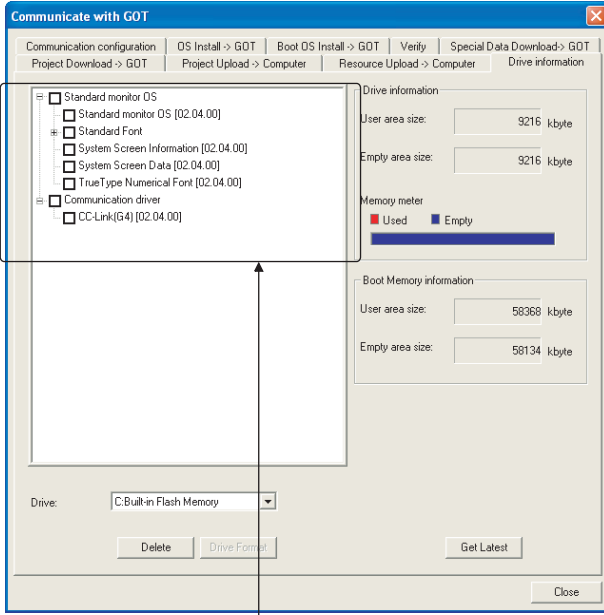 Communicate with GOT
Communication configuration OS Install -> GOT Boot OS Install -> GOT Verify Special Data Download-> GOT
Project Download -> GOT Project Upload -> Computer Resource Upload -> Computer Drive information
Standard monitor OS
Standard monitor OS [02.04.00]
Standard Font
System Screen Information [02.04.00]
System Screen Data [02.04.00]
TrueType Numerical Font [02.04.00]
Communication driver
CC-Link(G4) [02.04.00]
Drive information
User area size: 9216 kbyte
Empty area size: 9216 kbyte
Memory meter
Used Empty
Boot Memory information
User area size: 58368 kbyte
Empty area size: 58134 kbyte
Drive: C:Built-in Flash Memory
Delete Drive Format Get Latest
Close